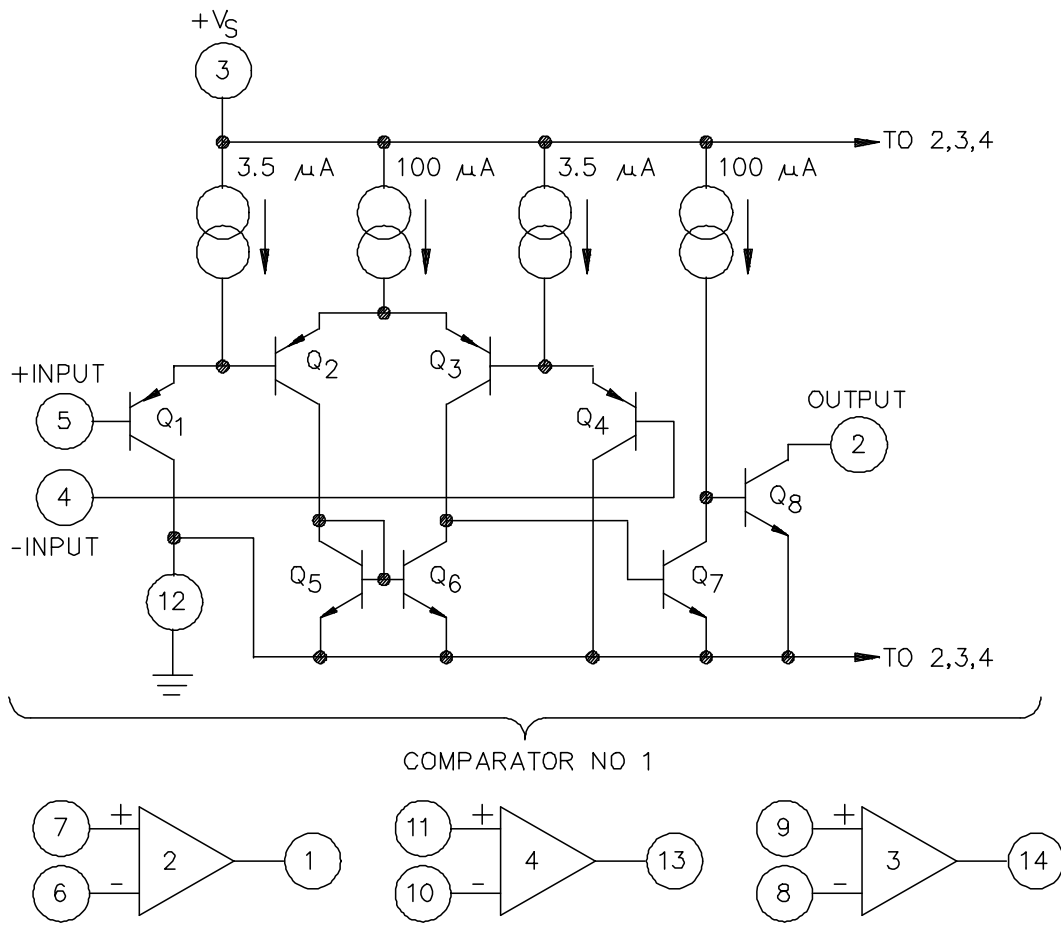 +VS
3
TO 2,3,4
3.5 μA
100 μA
3.5 μA
100 μA
Q2
Q3
+INPUT
5
Q1
Q4
OUTPUT
2
4
-INPUT
Q8
Q5
Q6
Q7
12
TO 2,3,4
COMPARATOR NO 1
7
+
2
1
6
-
11
+
4
13
10
-
9
+
3
14
8
-